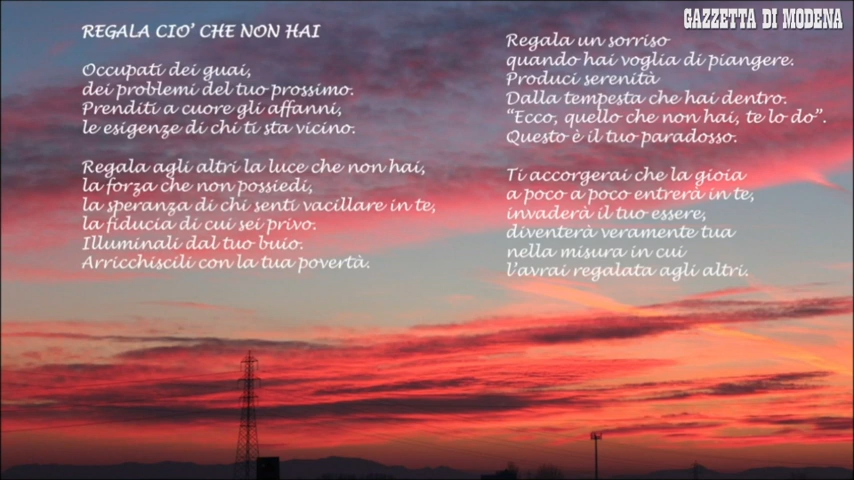 GAZZETTA DI MODENA
REGALA CIO' CHE NON HAI
Occupati dei guai,
dei problemi del tuo prossimo.
Prenditi a cuore gli affanni,
le esigenze di chi ti sta vicino.
Regala agli altri la luce che non hai,
la forza che non possiedi,
la speranza di chi senti vacillare in te,
la fiducia di cui sei privo.
Illuminali dal tuo buio.
Arricchiscili con la tua povertà.
Regala un sorriso
quando hai voglia di piangere.
Produci serenità
Dalla tempesta che hai dentro.
“Ecco, quello che non hai, te lo do”.
Questo è il tuo paradosso.
Ti accorgerai che la gioia
a poco a poco entrerà in te,
invaderà il tuo essere,
diventerà veramente tua
nella misura in cui
l'avrai regalata agli altri.